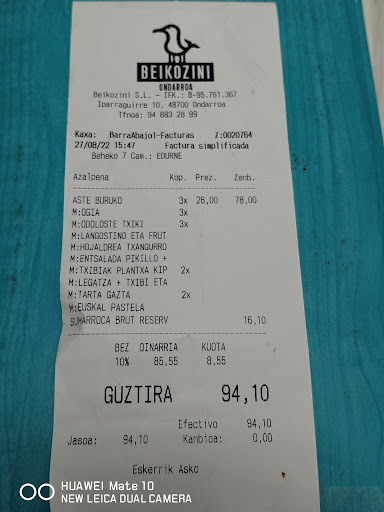 BEIKOZINI
ONDARROA
Beikozini S.L. - IFK.: B-95.761.367
Iparraguirre 10, 48700 Ondarroa
Tfnoa: 94 683 28 99
Kaxa: BarraAbajo1-Facturas Z:0020764
27/08/22 15:47 Factura simplificada
Beheko 7 Cam.: EDURNE
Azalpena Kop. Prez. Zenb.
ASTE BURUKO 3x 26,00 78,00
M:OGIA 3x
M:ODOLOSTE TXIKI 3x
M:LANGOSTINO ETA FRUT
M:HOJALDREA TXANGURRO
M:ENTSALADA PIKILLO +
M:TXIBIAK PLANTXA KIP 2x
M:LEGATZA + TXIBI ETA
M:TARTA GAZTA 2x
M:EUSKAL PASTELA
SUMARROCA BRUT RESERV 16,10
BEZ OINARRIA KUOTA
10% 85,55 8,55
GUZTIRA 94,10
Efectivo 94,10
Jasoa: 94,10 Kanbioa: 0,00
Eskerrik Asko
HUAWEI Mate 10
NEW LEICA DUAL CAMERA